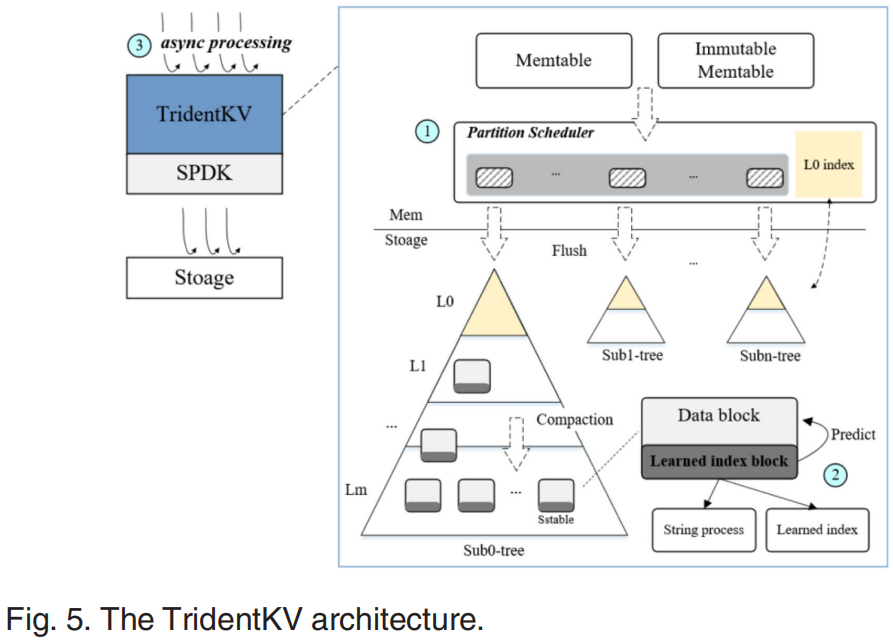 3 async processing
TridentKV
SPDK
Stoage
Memtable
Immutable
Memtable
1 Partition Scheduler
... ...
L0 index
Mem
Stoage
Flush
...
L0
Sub1-tree
Subn-tree
L1
...
Compaction
Data block
Predict
Learned index block
2
Lm
...
Sstable
String process
Learned index
Sub0-tree
Fig. 5. The TridentKV architecture.